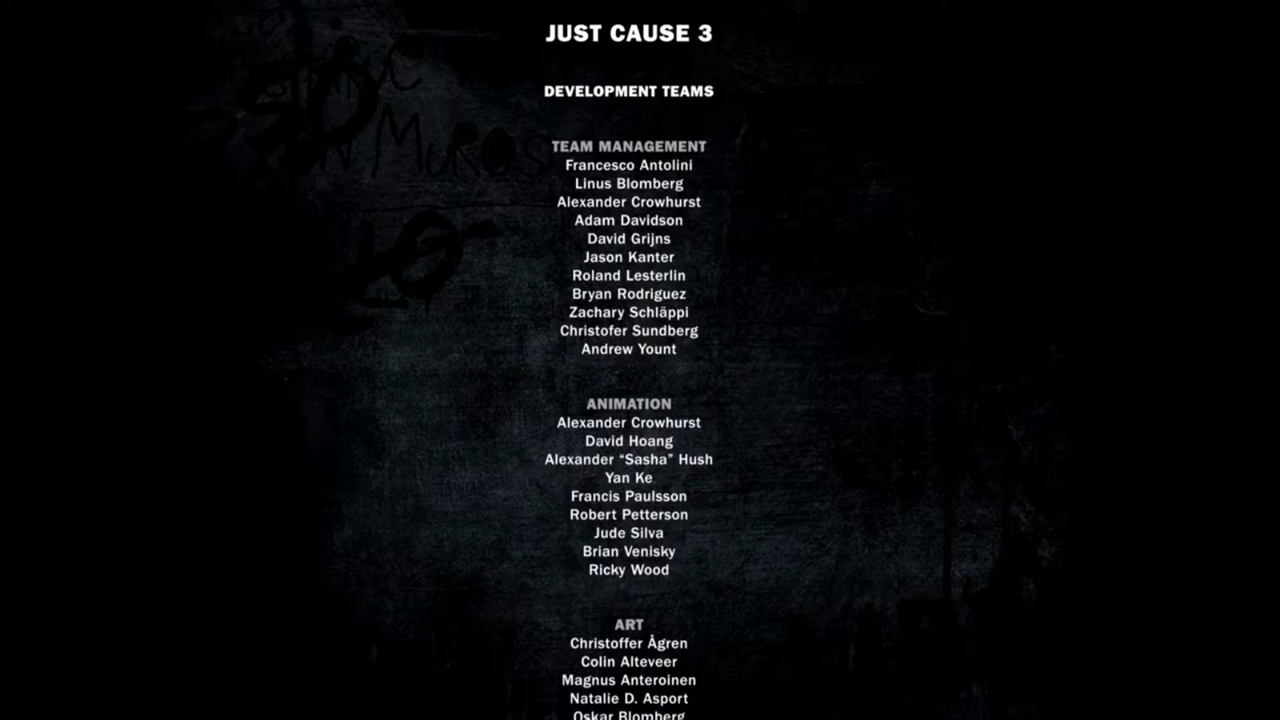 JUST CAUSE 3
DEVELOPMENT TEAMS
TEAM MANAGEMENT
Francesco Antolini
Linus Blomberg
Alexander Crowhurst
Adam Davidson
David Grijns
Jason Kanter
Roland Lesterlin
Bryan Rodriguez
Zachary Schläppi
Christofer Sundberg
Andrew Yount
ANIMATION
Alexander Crowhurst
David Hoang
Alexander “Sasha” Hush
Yan Ke
Francis Paulsson
Robert Petterson
Jude Silva
Brian Venisky
Ricky Wood
ART
Christoffer Ågren
Colin Alteveer
Magnus Anteroinen
Natalie D. Asport
Oskar Blomberg